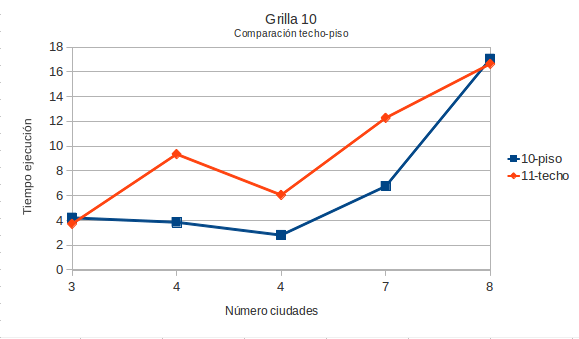 Grilla 10
Comparación techo-piso
18
16
14
12
10
8
6
4
2
0
Tiempo ejecución
3 4 4 7 8
Número ciudades
10-piso
11-techo